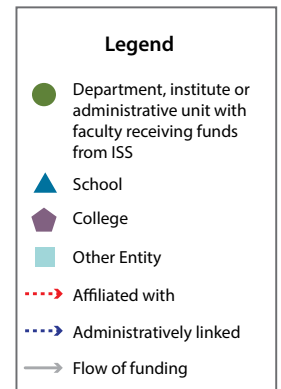 Legend
Department, institute or
administrative unit with
faculty receiving funds
from ISS
School
College
Other Entity
Affiliated with
Administratively linked
Flow of funding